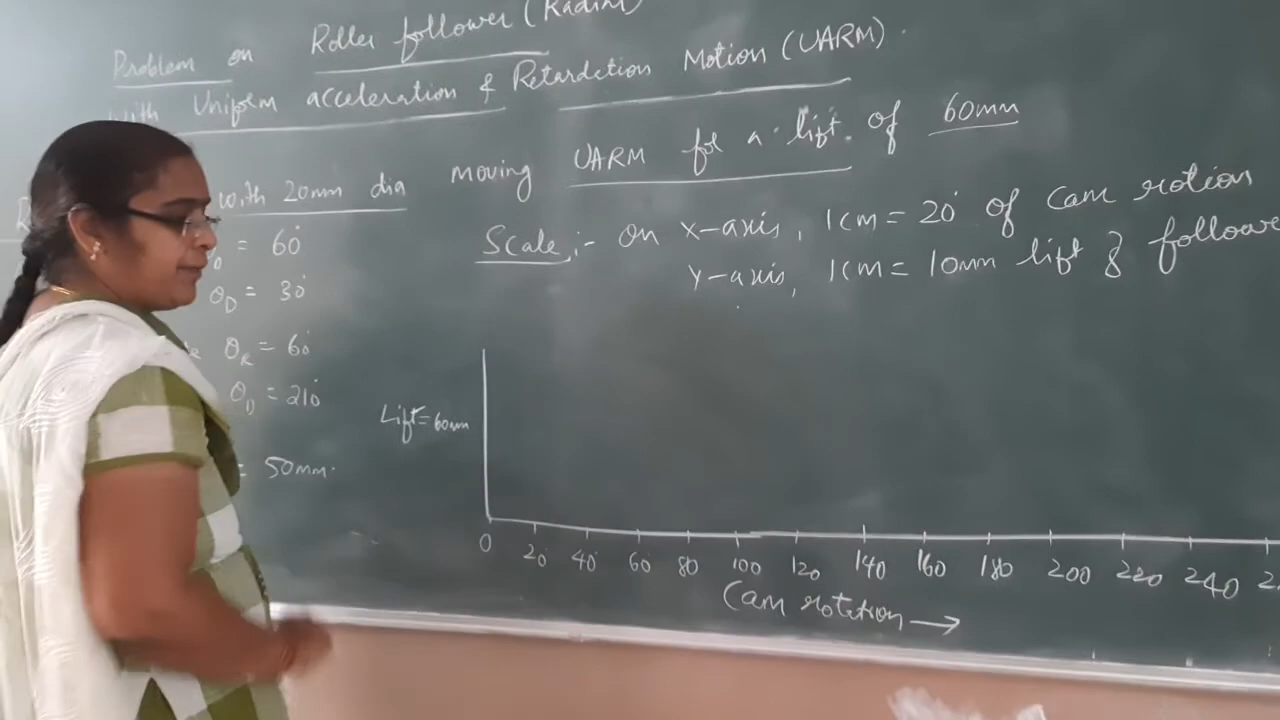 Problem on Roller follower (Radial)
with Uniform acceleration & Retardation Motion (UARM).
with 20mm dia moving UARM for a lift of 60mm
Scale:- on x-axis, 1cm = 20° of cam rotion
y-axis, 1cm = 10mm lift & follower
= 60°
θD = 30°
θR = 60°
θD = 210°
= 50mm.
Lift = 60mm
0 20 40 60 80 100 120 140 160 180 200 220 240
Cam rotation →